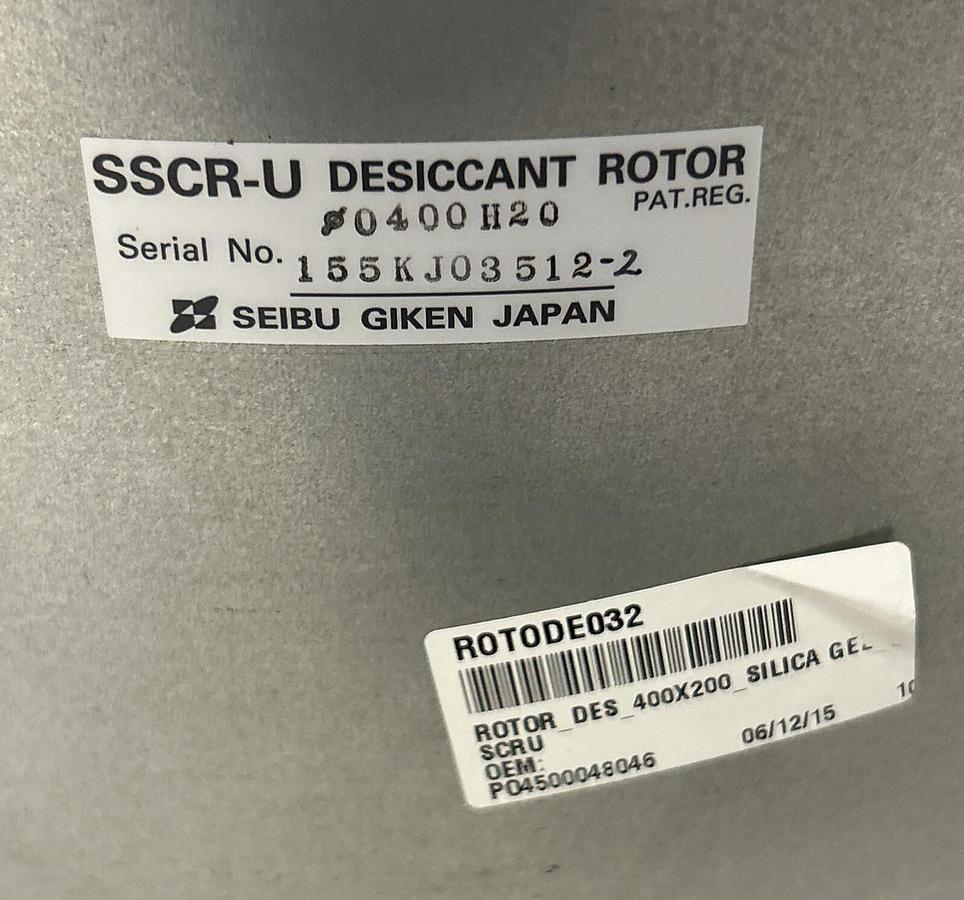 SSCR-U DESICCANT ROTOR
PAT.REG.
ø0400H20
Serial No. 155KJ03512-2
SEIBU GIKEN JAPAN
ROTODE032
ROTOR_DES_400X200_SILICA
SCRU
OEM:
PO4500048046 06/12/15